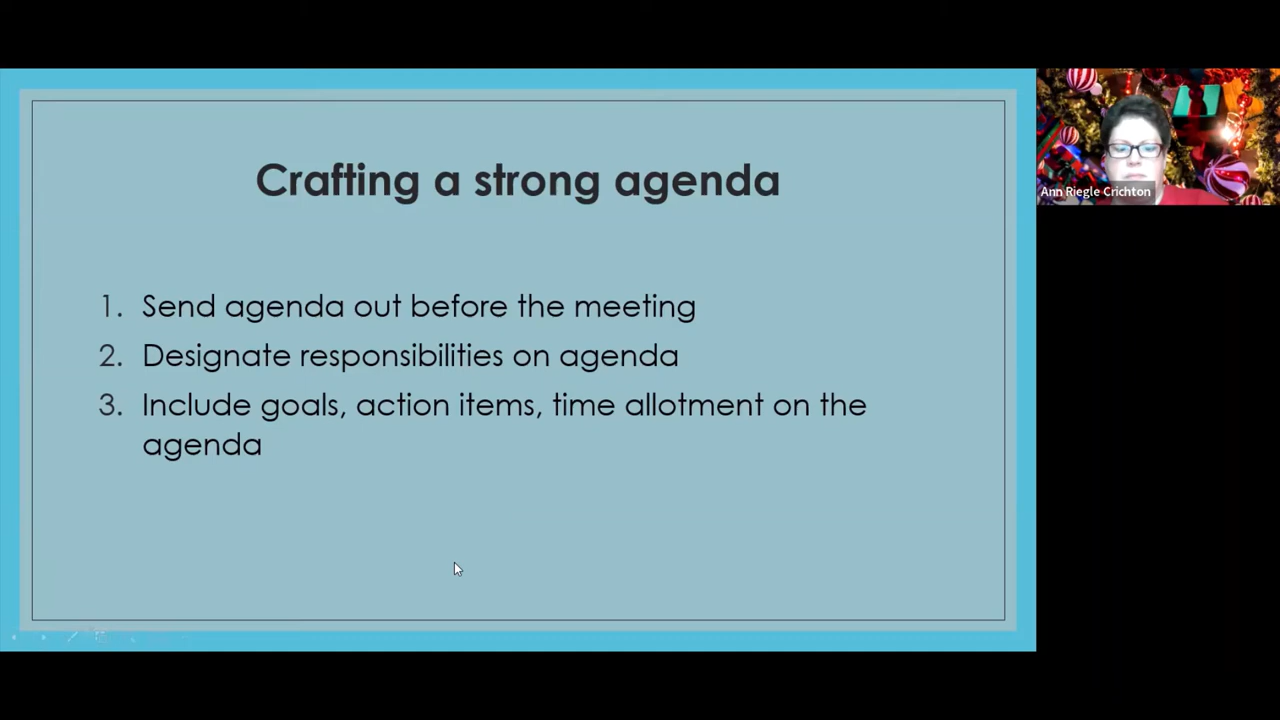 Crafting a strong agenda
1. Send agenda out before the meeting
2. Designate responsibilities on agenda
3. Include goals, action items, time allotment on the
agenda
Ann Riegle Crichton